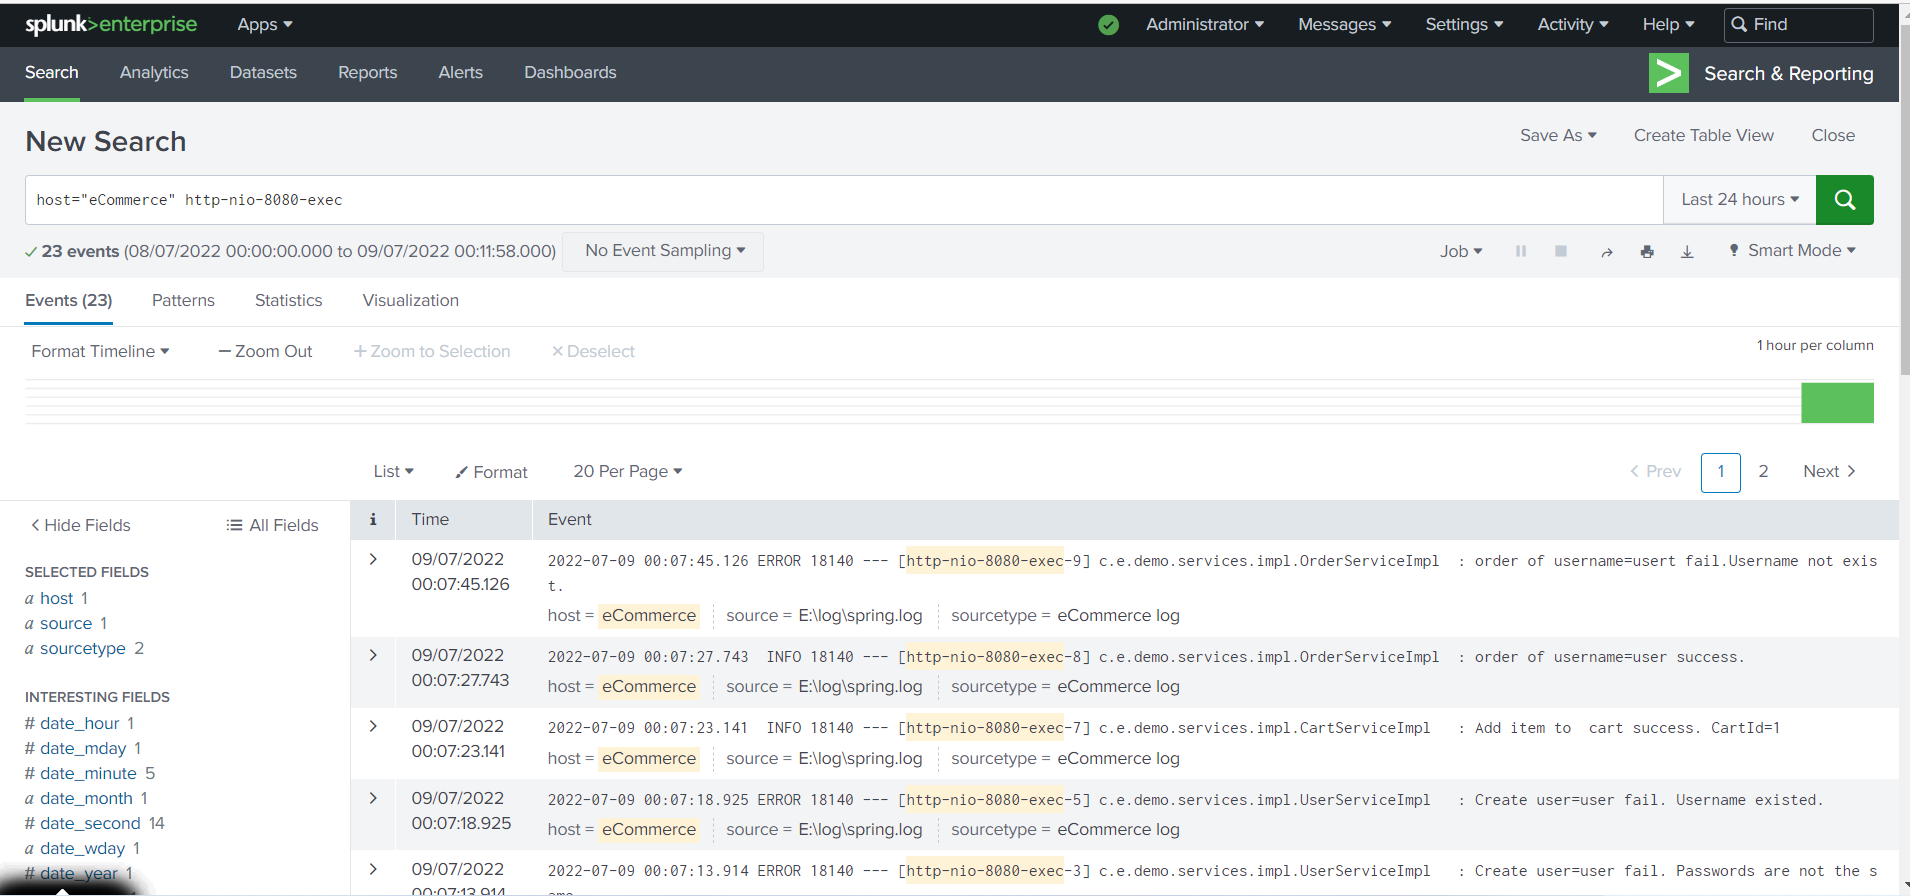 splunk>enterprise Apps Administrator Messages Settings Activity Help Find
Search Analytics Datasets Reports Alerts Dashboards Search & Reporting
New Search Save As Create Table View Close
host="eCommerce" http-nio-8080-exec Last 24 hours
23 events (08/07/2022 00:00:00.000 to 09/07/2022 00:11:58.000) No Event Sampling Job Smart Mode
Events (23) Patterns Statistics Visualization
Format Timeline — Zoom Out + Zoom to Selection × Deselect 1 hour per column
List Format 20 Per Page < Prev 1 2 Next >
< Hide Fields All Fields
i Time Event
SELECTED FIELDS
a host 1
a source 1
a sourcetype 2
INTERESTING FIELDS
# date_hour 1
# date_mday 1
# date_minute 5
a date_month 1
# date_second 14
a date_wday 1
# date_year 1
> 09/07/2022 2022-07-09 00:07:45.126 ERROR 18140 --- [http-nio-8080-exec-9] c.e.demo.services.impl.OrderServiceImpl : order of username=usert fail.Username not exis
00:07:45.126 t.
host = eCommerce source = E:\log\spring.log sourcetype = eCommerce log
> 09/07/2022 2022-07-09 00:07:27.743 INFO 18140 --- [http-nio-8080-exec-8] c.e.demo.services.impl.OrderServiceImpl : order of username=user success.
00:07:27.743 host = eCommerce source = E:\log\spring.log sourcetype = eCommerce log
> 09/07/2022 2022-07-09 00:07:23.141 INFO 18140 --- [http-nio-8080-exec-7] c.e.demo.services.impl.CartServiceImpl : Add item to cart success. CartId=1
00:07:23.141 host = eCommerce source = E:\log\spring.log sourcetype = eCommerce log
> 09/07/2022 2022-07-09 00:07:18.925 ERROR 18140 --- [http-nio-8080-exec-5] c.e.demo.services.impl.UserServiceImpl : Create user=user fail. Username existed.
00:07:18.925 host = eCommerce source = E:\log\spring.log sourcetype = eCommerce log
> 09/07/2022 2022-07-09 00:07:13.914 ERROR 18140 --- [http-nio-8080-exec-3] c.e.demo.services.impl.UserServiceImpl : Create user=user fail. Passwords are not the s
00:07:13.914